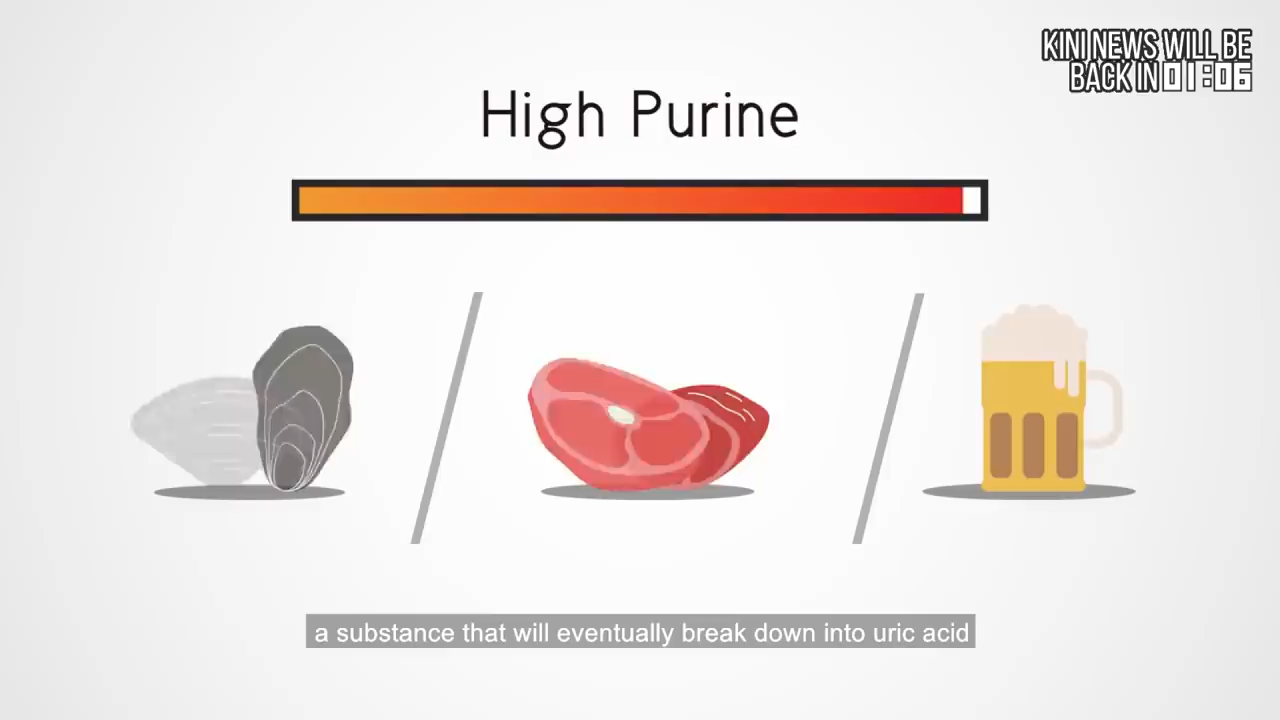 KINI NEWS WILL BE
BACK IN 01:06
High Purine
a substance that will eventually break down into uric acid